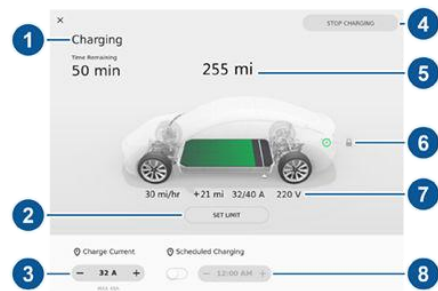 ×
STOP CHARGING
4
1
Charging
Time Remaining
50 min
255 mi
5
6
30 mi/hr +21 mi 32/40 A 220 V
7
2
SET LIMIT
Charge Current
Scheduled Charging
3
− 32 A +
− 12:00 AM +
8